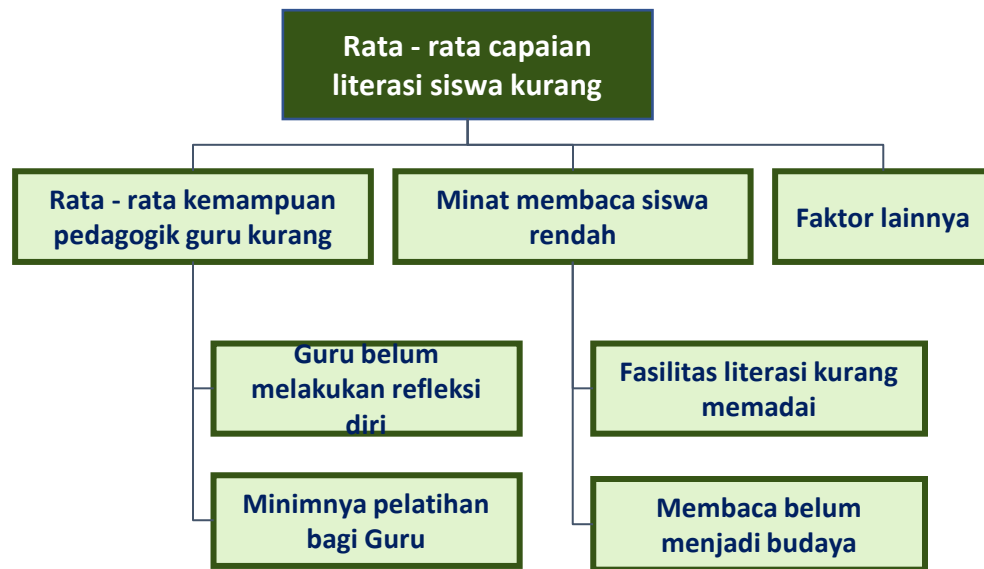 Rata - rata capaian
literasi siswa kurang
Rata - rata kemampuan
pedagogik guru kurang
Minat membaca siswa
rendah
Faktor lainnya
Guru belum
melakukan refleksi
diri
Fasilitas literasi kurang
memadai
Minimnya pelatihan
bagi Guru
Membaca belum
menjadi budaya